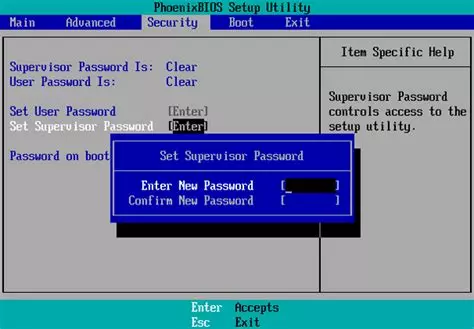 PhoenixBIOS Setup Utility
Main Advanced Security Boot Exit
Item Specific Help
Supervisor Password Is: Clear
User Password Is: Clear
Supervisor Password
controls access to the
setup utility.
Set User Password [Enter]
Set Supervisor Password [Enter]
Password on boot
Set Supervisor Password
Enter New Password [ ]
Confirm New Password [ ]
Enter Accepts
Esc Exit